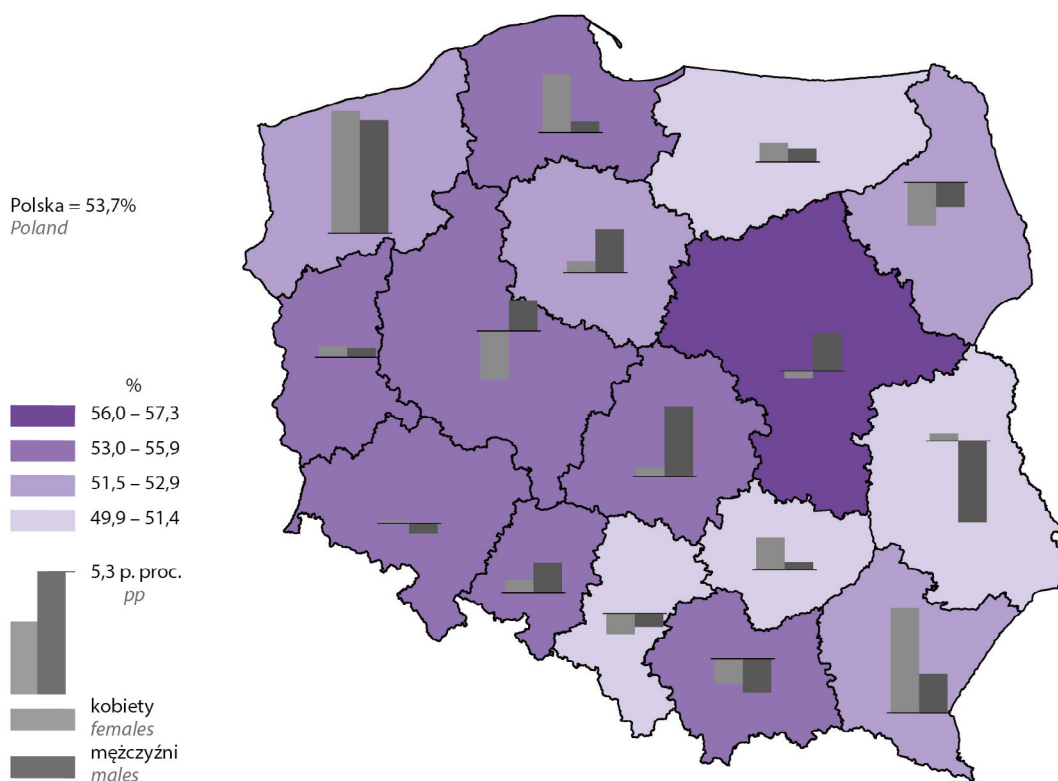 Polska = 53,7%
Poland
%
56,0 – 57,3
53,0 – 55,9
51,5 – 52,9
49,9 – 51,4
5,3 p. proc.
pp
kobiety
females
mężczyźni
males